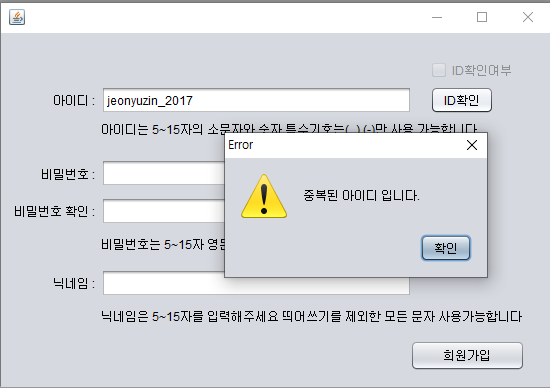 ID확인여부
아이디 : jeonyuzin_2017 ID확인
아이디는 5~15자의 소문자와 숫자 특수기호는(_),(-)만 사용 가능합니다
Error
비밀번호 :
중복된 아이디 입니다.
비밀번호 확인 :
비밀번호는 5~15자
확인
닉네임 :
닉네임은 5~15자를 입력해주세요 띄어쓰기를 제외한 모든 문자 사용가능합니다
회원가입